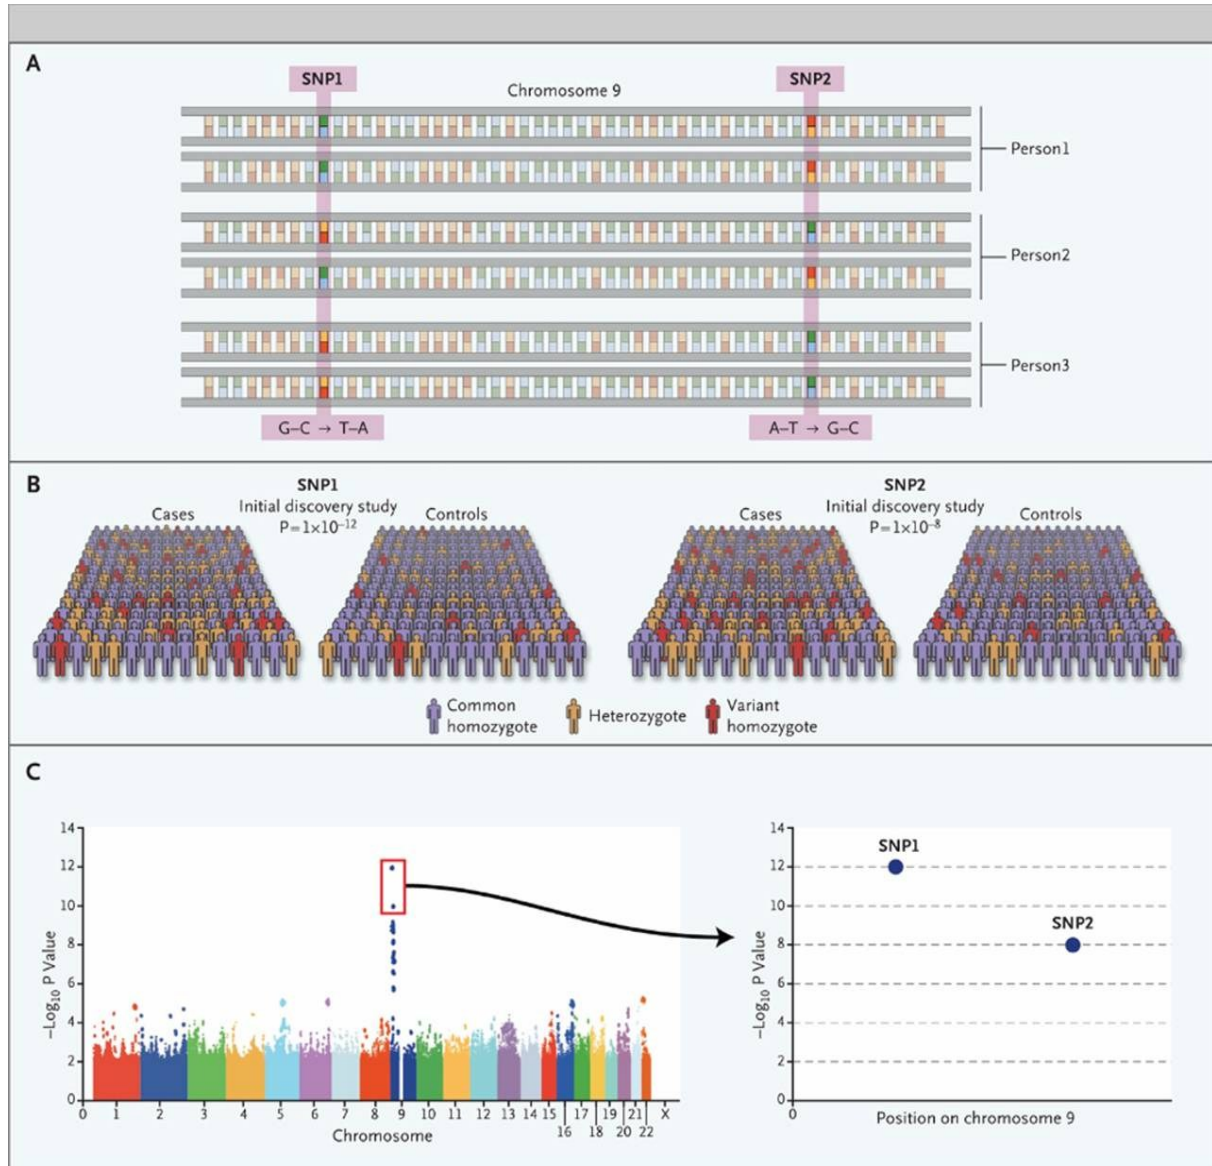 A
SNP1
SNP2
Chromosome 9
Person1
Person2
Person3
G–C → T–A
A–T → G–C
B
SNP1
Initial discovery study
P=1×10⁻¹²
Cases
Controls
SNP2
Initial discovery study
P=1×10⁻⁸
Cases
Controls
Common
homozygote
Heterozygote
Variant
homozygote
C
14
12
10
8
6
4
2
0
–Log₁₀ P Value
0 1 2 3 4 5 6 7 8 9 10 11 12 13 14 15 17 19 21 X
16 18 20 22
Chromosome
14
12
10
8
6
4
2
0
–Log₁₀ P Value
SNP1
SNP2
0
Position on chromosome 9